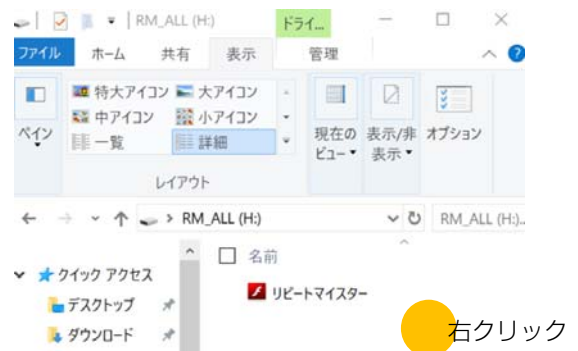 RM_ALL (H:)
ドライ...
ファイル ホーム 共有 表示 管理
特大アイコン 大アイコン
中アイコン 小アイコン
一覧 詳細
ペイン
現在の 表示/非 オプション
ビュー 表示
レイアウト
RM_ALL (H:) RM_ALL (H:)...
名前
クイック アクセス
リピートマイスター
デスクトップ
ダウンロード
右クリック